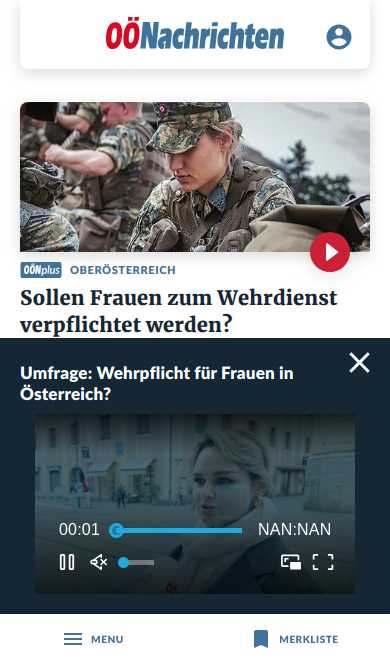 OÖNachrichten
OÖNplus OBERÖSTERREICH
Sollen Frauen zum Wehrdienst
verpflichtet werden?
Umfrage: Wehrpflicht für Frauen in
Österreich?
00:01 NAN:NAN
MENU MERKLISTE